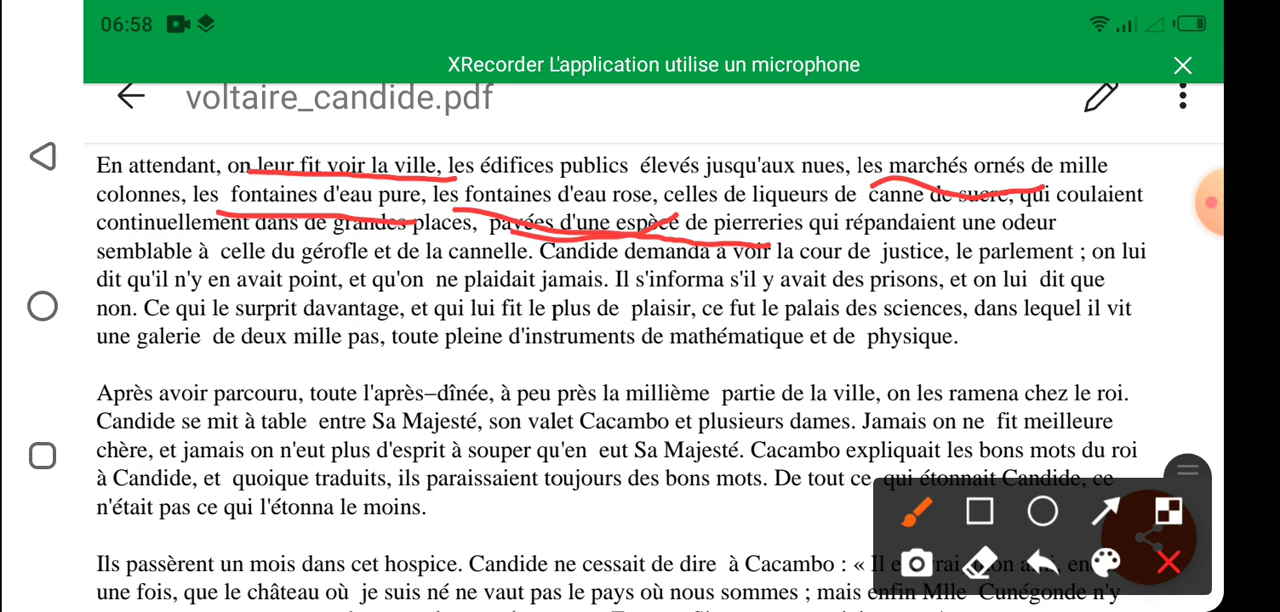 06:58
XRecorder L'application utilise un microphone
voltaire_candide.pdf
En attendant, on leur fit voir la ville, les édifices publics élevés jusqu'aux nues, les marchés ornés de mille
colonnes, les fontaines d'eau pure, les fontaines d'eau rose, celles de liqueurs de canne de sucre, qui coulaient
continuellement dans de grandes places, pavées d'une espèce de pierreries qui répandaient une odeur
semblable à celle du gérofle et de la cannelle. Candide demanda à voir la cour de justice, le parlement ; on lui
dit qu'il n'y en avait point, et qu'on ne plaidait jamais. Il s'informa s'il y avait des prisons, et on lui dit que
non. Ce qui le surprit davantage, et qui lui fit le plus de plaisir, ce fut le palais des sciences, dans lequel il vit
une galerie de deux mille pas, toute pleine d'instruments de mathématique et de physique.
Après avoir parcouru, toute l'après−dînée, à peu près la millième partie de la ville, on les ramena chez le roi.
Candide se mit à table entre Sa Majesté, son valet Cacambo et plusieurs dames. Jamais on ne fit meilleure
chère, et jamais on n'eut plus d'esprit à souper qu'en eut Sa Majesté. Cacambo expliquait les bons mots du roi
à Candide, et quoique traduits, ils paraissaient toujours des bons mots. De tout ce qui étonnait Candide, ce
n'était pas ce qui l'étonna le moins.
Ils passèrent un mois dans cet hospice. Candide ne cessait de dire à Cacambo : « Il
une fois, que le château où je suis né ne vaut pas le pays où nous sommes ; mais enfin Mlle Cunégonde n'y